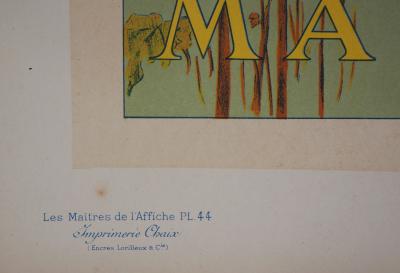 MA
Les Maitres de l'Affiche PL. 44
Imprimerie Chaix
(Encres Lorilleux & Cie)